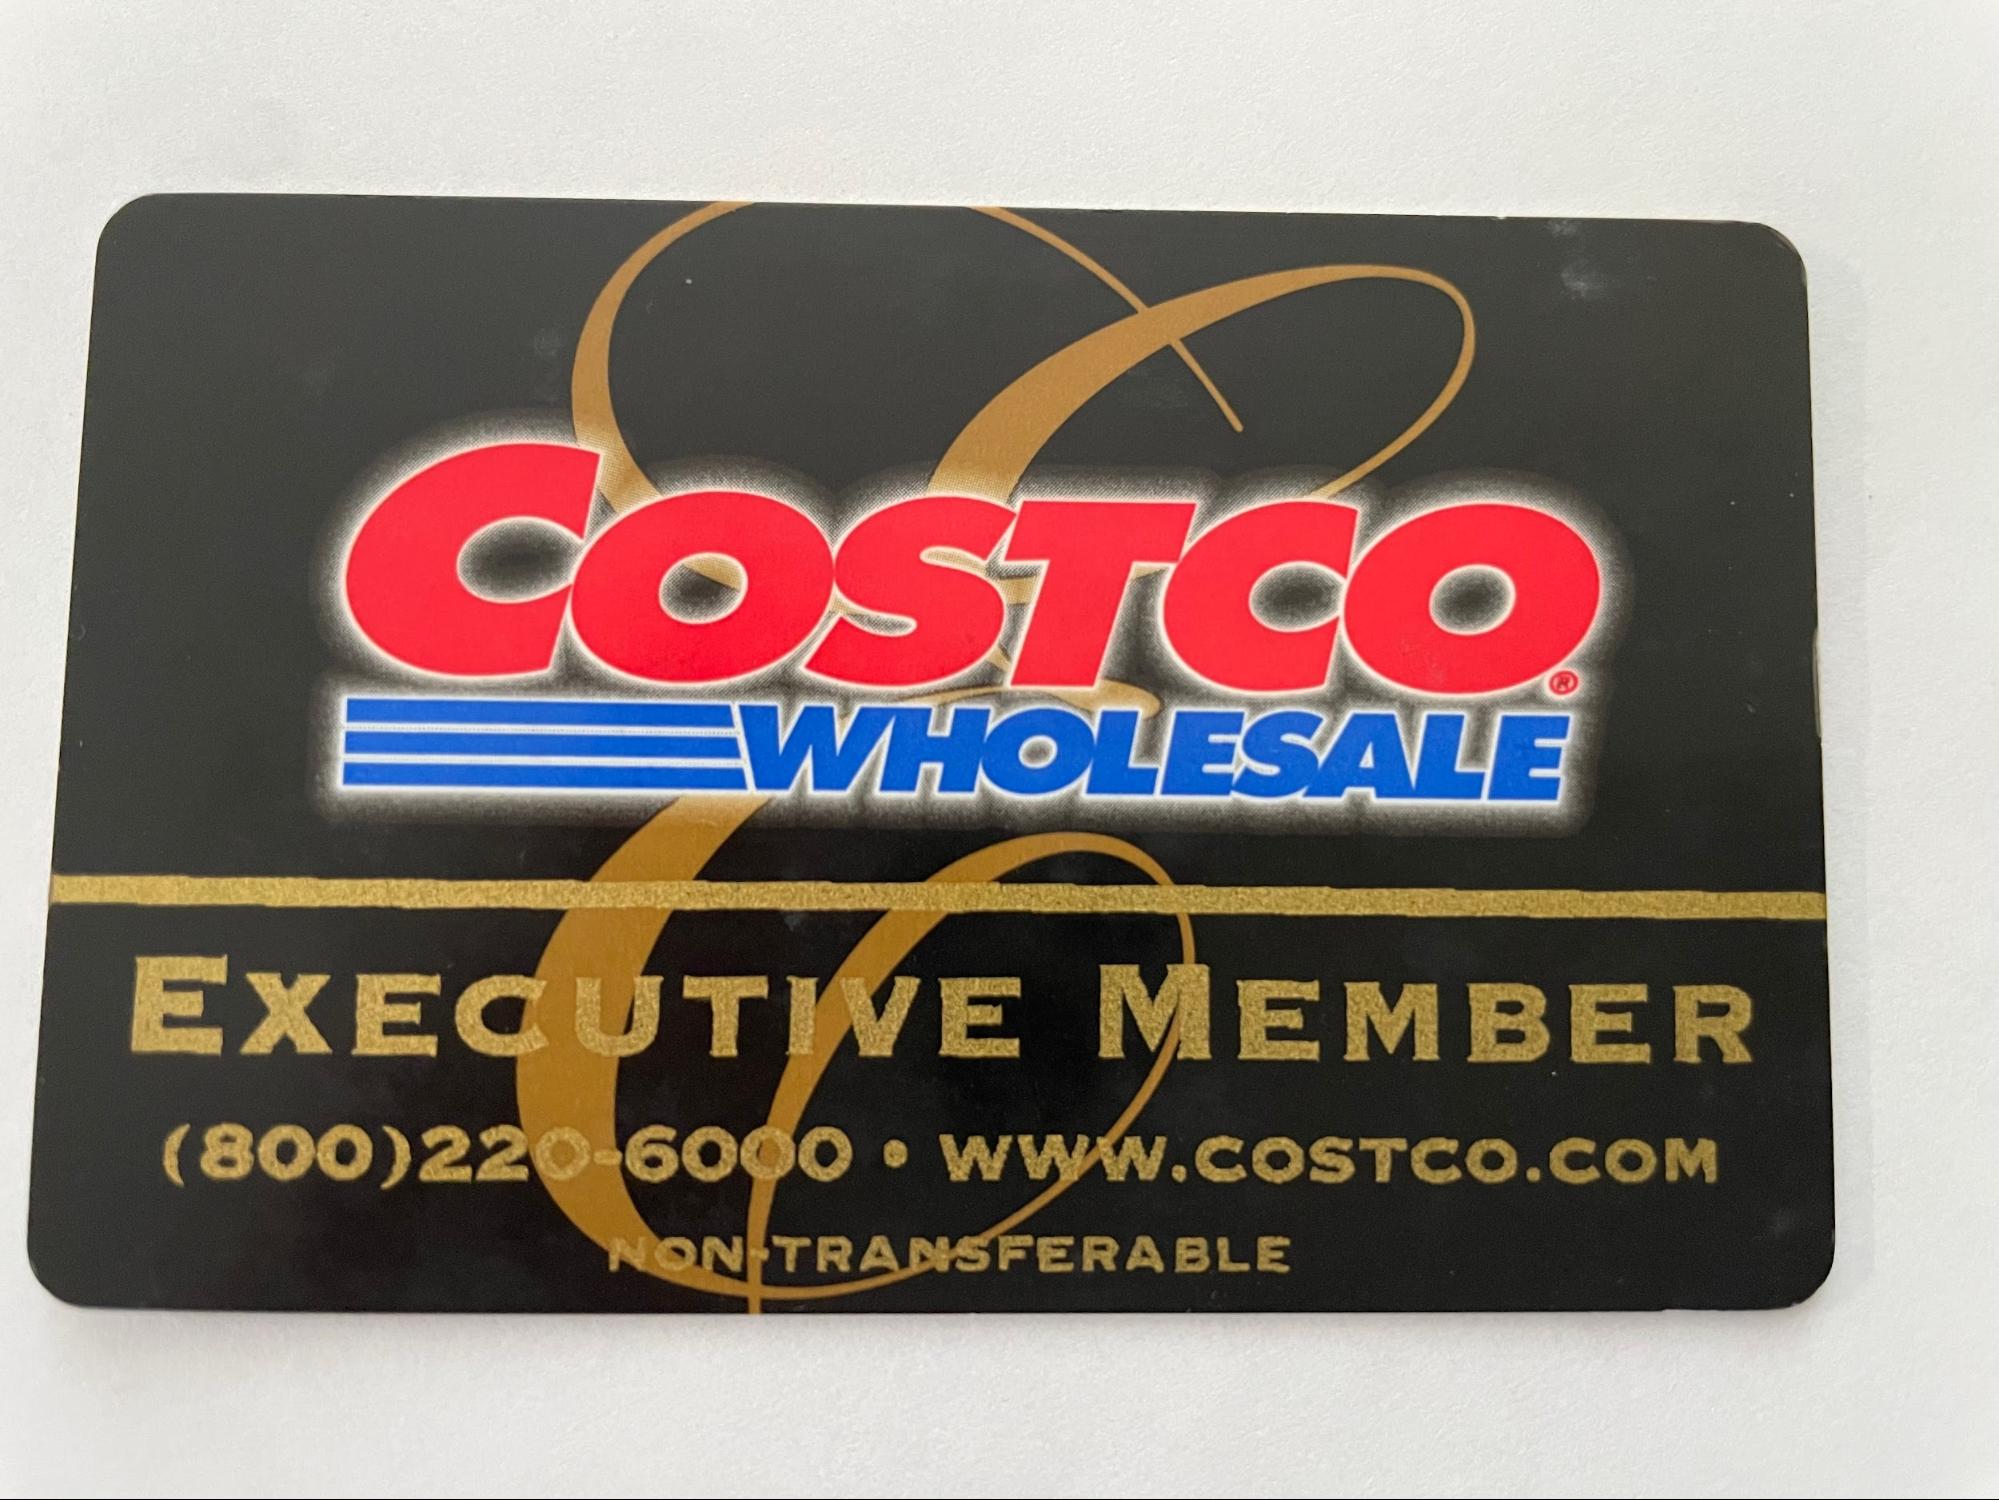 COSTCO®
WHOLESALE
EXECUTIVE MEMBER
(800)220-6000 • WWW.COSTCO.COM
NON-TRANSFERABLE